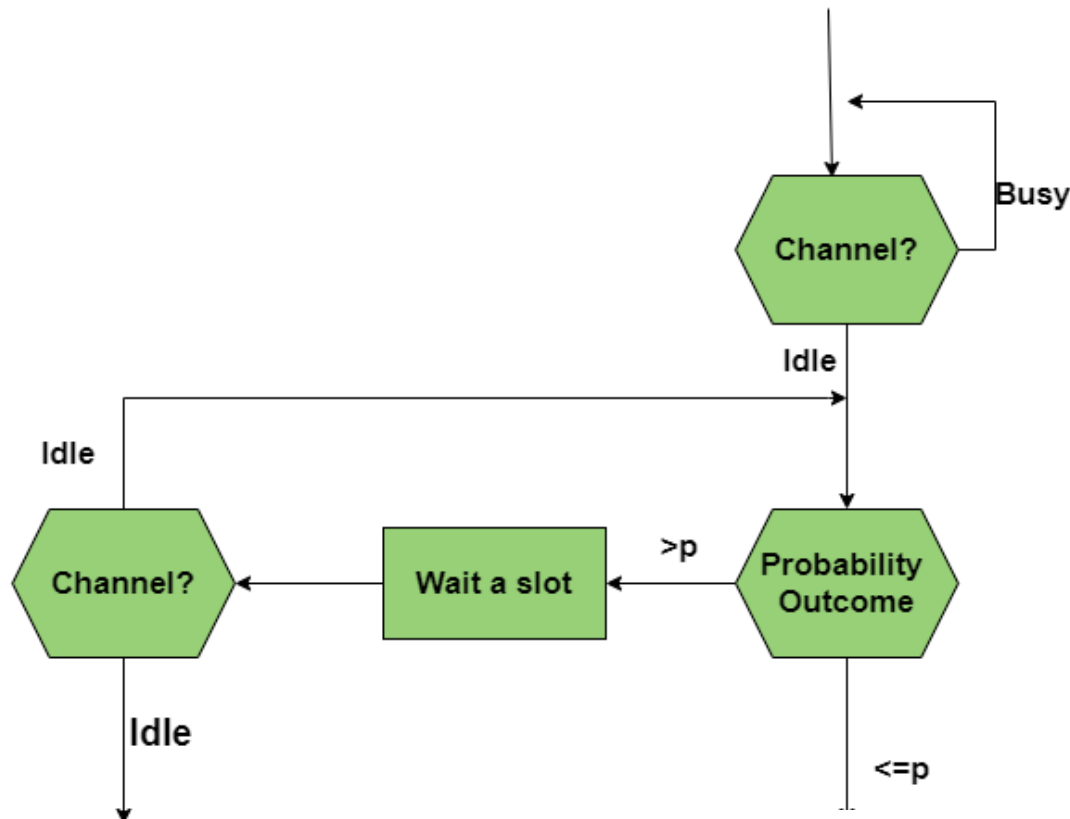 Busy
Channel?
Idle
Idle
Channel?
Wait a slot
>p
Probability
Outcome
Idle
<=p